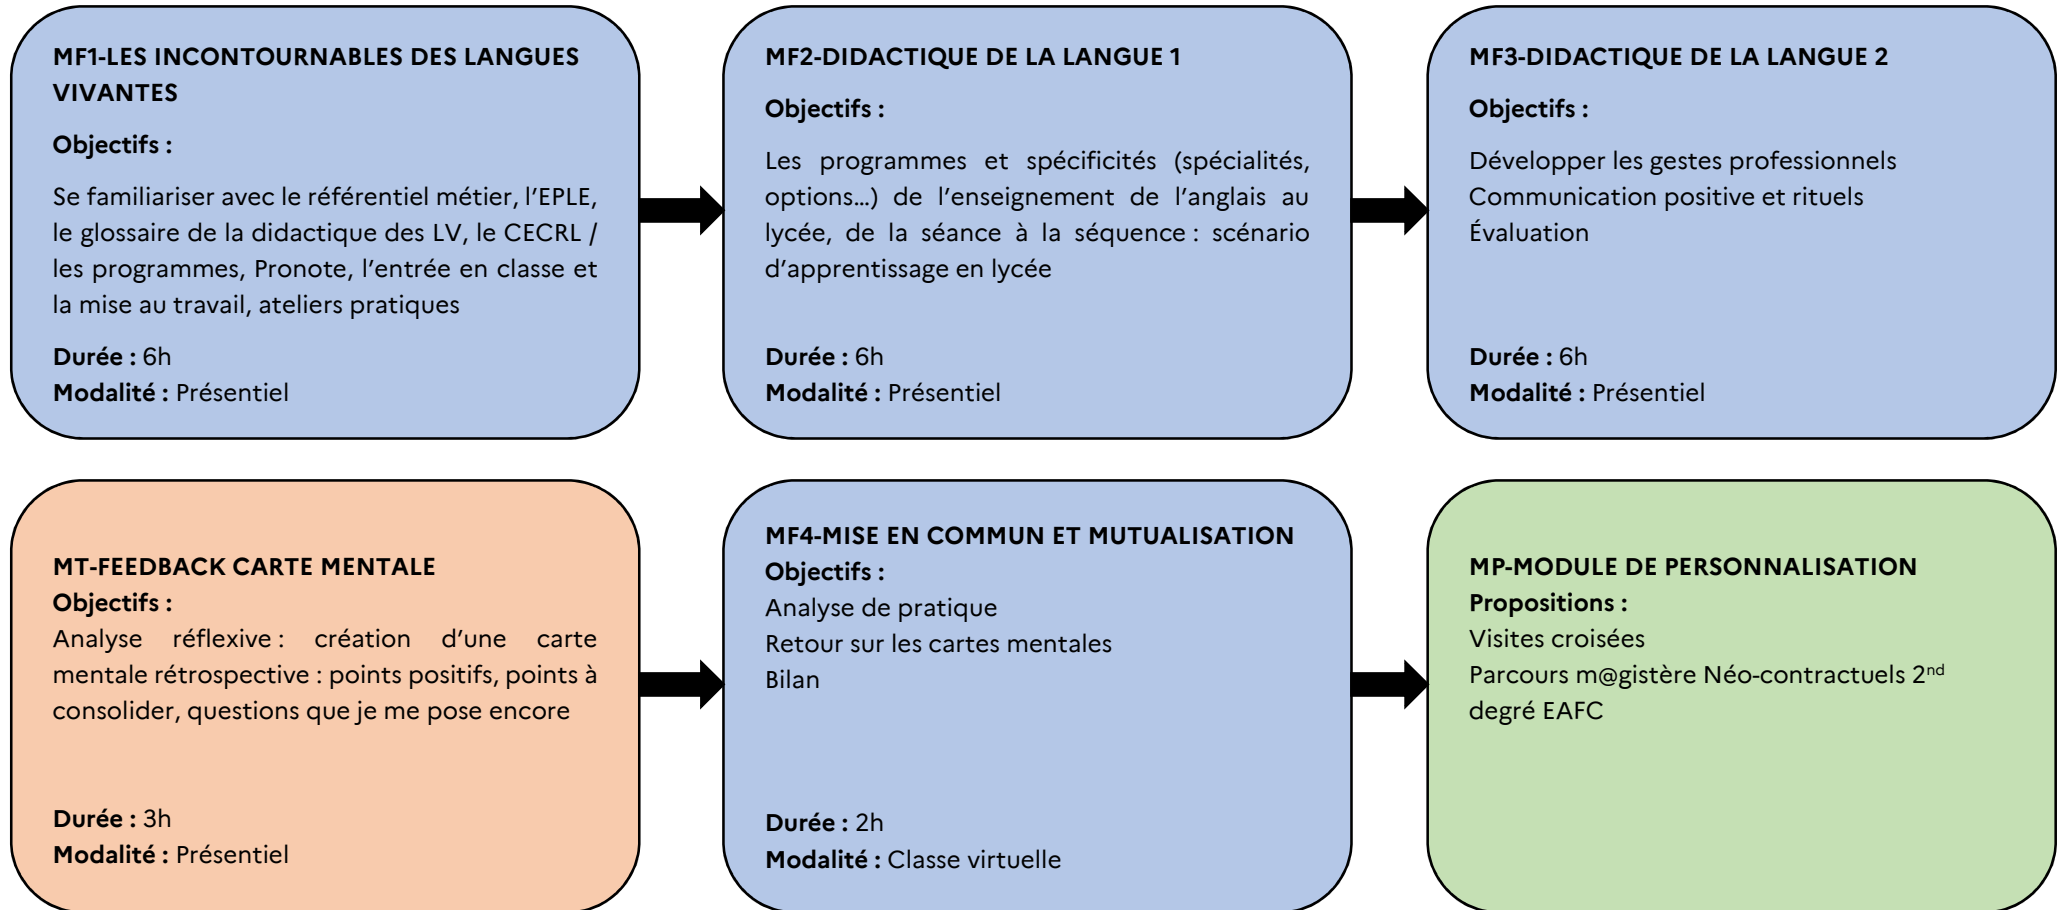 MF1-LES INCONTOURNABLES DES LANGUES
VIVANTES
Objectifs :
Se familiariser avec le référentiel métier, l'EPLE,
le glossaire de la didactique des LV, le CECRL /
les programmes, Pronote, l'entrée en classe et
la mise au travail, ateliers pratiques
Durée : 6h
Modalité : Présentiel
MF2-DIDACTIQUE DE LA LANGUE 1
Objectifs :
Les programmes et spécificités (spécialités,
options…) de l'enseignement de l'anglais au
lycée, de la séance à la séquence : scénario
d'apprentissage en lycée
Durée : 6h
Modalité : Présentiel
MF3-DIDACTIQUE DE LA LANGUE 2
Objectifs :
Développer les gestes professionnels
Communication positive et rituels
Évaluation
Durée : 6h
Modalité : Présentiel
MT-FEEDBACK CARTE MENTALE
Objectifs :
Analyse réflexive : création d'une carte
mentale rétrospective : points positifs, points à
consolider, questions que je me pose encore
Durée : 3h
Modalité : Présentiel
MF4-MISE EN COMMUN ET MUTUALISATION
Objectifs :
Analyse de pratique
Retour sur les cartes mentales
Bilan
Durée : 2h
Modalité : Classe virtuelle
MP-MODULE DE PERSONNALISATION
Propositions :
Visites croisées
Parcours m@gistère Néo-contractuels 2nd
degré EAFC